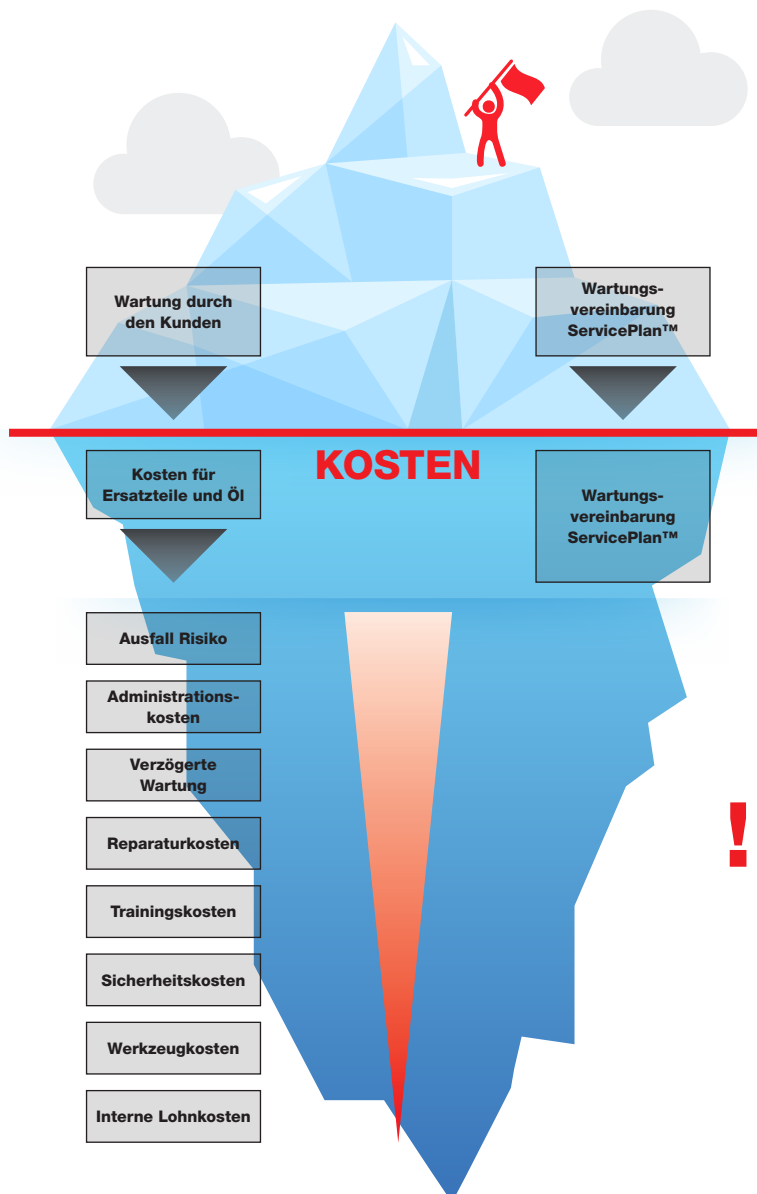 Wartung durch
den Kunden
Wartungs-
vereinbarung
ServicePlan™
KOSTEN
Kosten für
Ersatzteile und Öl
Wartungs-
vereinbarung
ServicePlan™
Ausfall Risiko
Administrations-
kosten
Verzögerte
Wartung
Reparaturkosten
Trainingskosten
Sicherheitskosten
Werkzeugkosten
Interne Lohnkosten
!